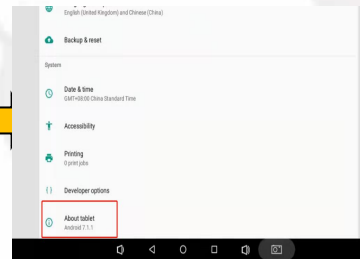 English (United Kingdom) and Chinese (China)
Backup & reset
System
Date & time
GMT+08:00 China Standard Time
Accessibility
Printing
0 print jobs
Developer options
About tablet
Android 7.1.1